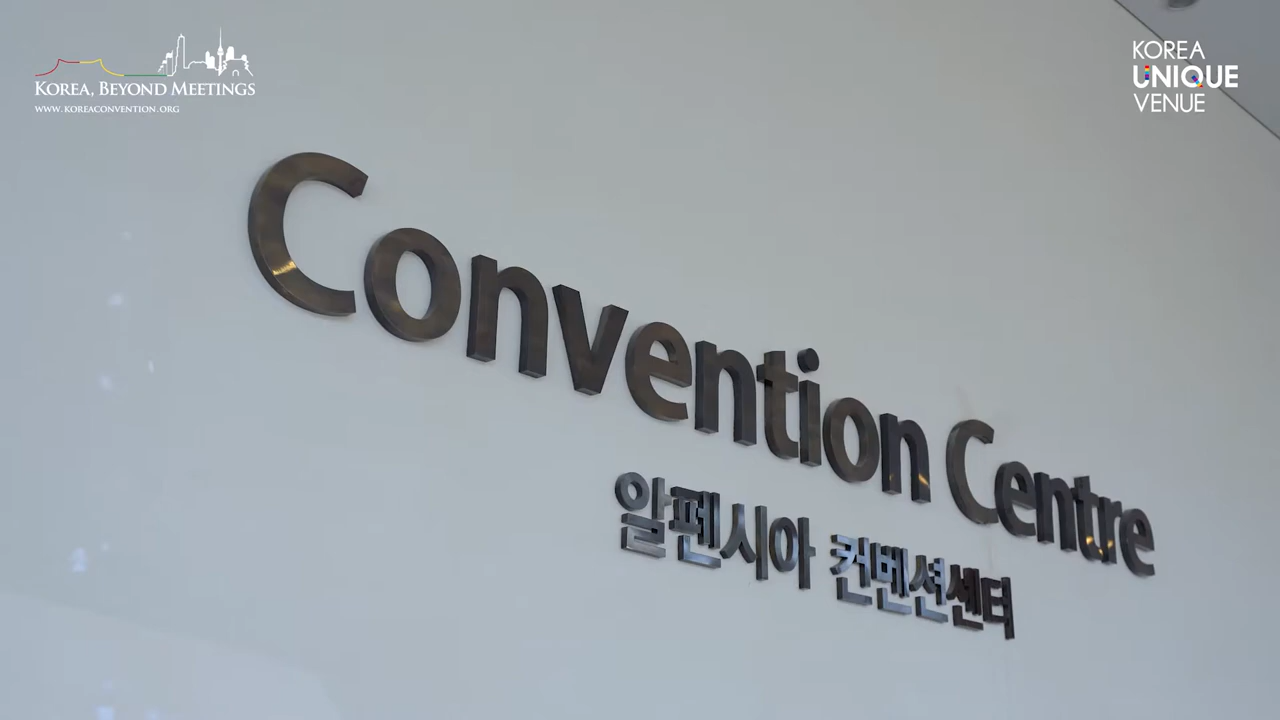 KOREA, BEYOND MEETINGS
WWW.KOREACONVENTION.ORG
KOREA
UNIQUE
VENUE
Convention Centre
알펜시아 컨벤션센터